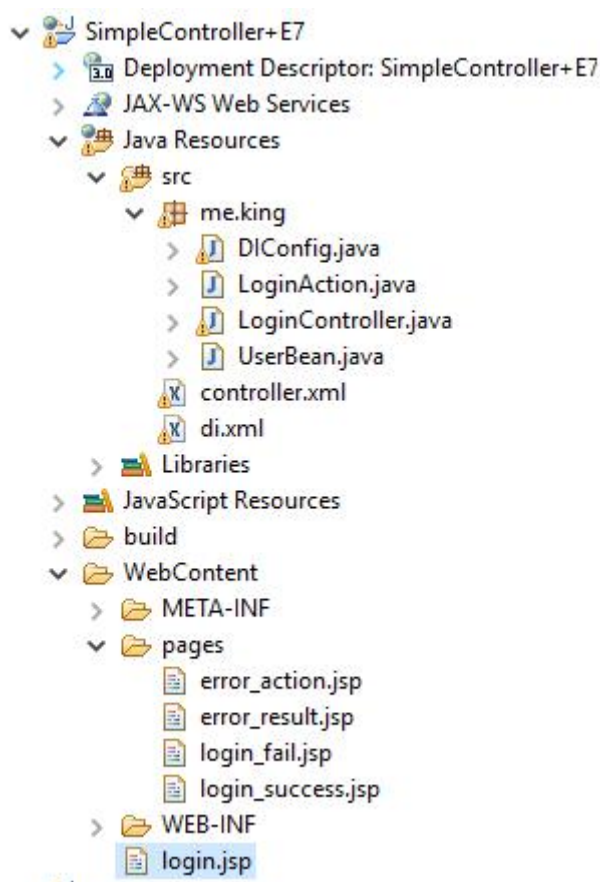 SimpleController+E7
3.0 Deployment Descriptor: SimpleController+E7
JAX-WS Web Services
Java Resources
src
me.king
DIConfig.java
LoginAction.java
LoginController.java
UserBean.java
controller.xml
di.xml
Libraries
JavaScript Resources
build
WebContent
META-INF
pages
error_action.jsp
error_result.jsp
login_fail.jsp
login_success.jsp
WEB-INF
login.jsp